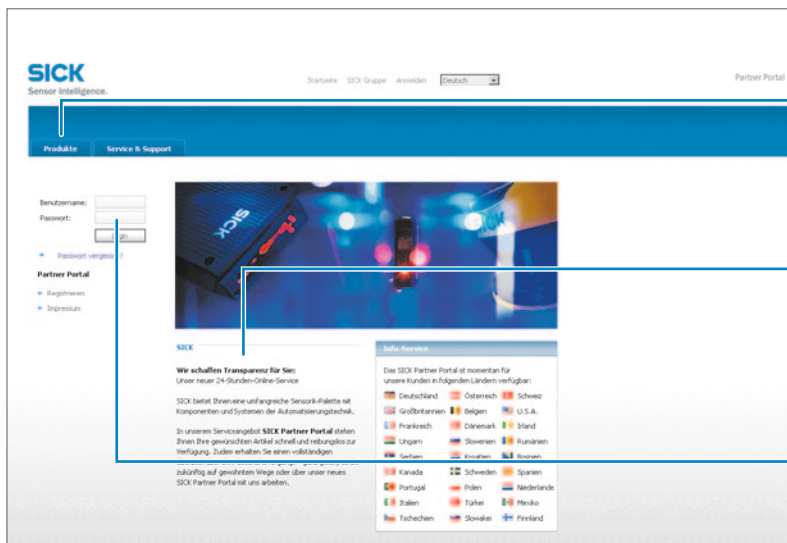 SICK
Sensor Intelligence.
Startseite SICK Gruppe Anmelden Deutsch
Partner Portal
Produkte Service & Support
Benutzername:
Passwort:
Login
Passwort vergessen?
Partner Portal
Registrieren
Impressum
SICK
SICK
Wir schaffen Transparenz für Sie:
Unser neuer 24-Stunden-Online-Service
SICK bietet Ihnen eine umfangreiche Sensorik-Palette mit
Komponenten und Systemen der Automatisierungstechnik.
In unserem Serviceangebot SICK Partner Portal stehen
Ihnen Ihre gewünschten Artikel schnell und reibungslos zur
Verfügung. Zudem erhalten Sie einen vollständigen
zukünftig auf gewohntem Wege oder über unser neues
SICK Partner Portal mit uns arbeiten.
Info-Service
Das SICK Partner Portal ist momentan für
unsere Kunden in folgenden Ländern verfügbar:
Deutschland Österreich Schweiz
Großbritannien Belgien U.S.A.
Frankreich Dänemark Irland
Ungarn Slowenien Rumänien
Serbien Kroatien Bosnien
Kanada Schweden Spanien
Portugal Polen Niederlande
Italien Türkei Mexiko
Tschechien Slowakei Finnland